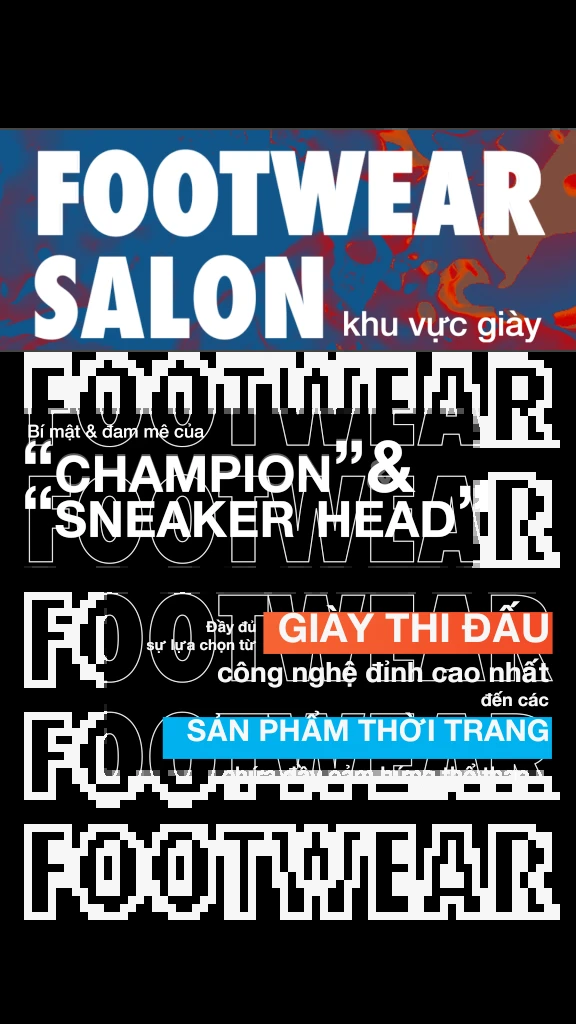 FOOTWEAR
SALON khu vực giày
FOOTWEAR
Bí mật & đam mê của
“CHAMPION” &
FOOTWEAR
“SNEAKER HEAD”
FOOTWEAR
Đầy đủ
sự lựa chọn từ GIÀY THI ĐẤU
công nghệ đỉnh cao nhất
đến các
FOOTWEAR
SẢN PHẨM THỜI TRANG
FOOTWEAR